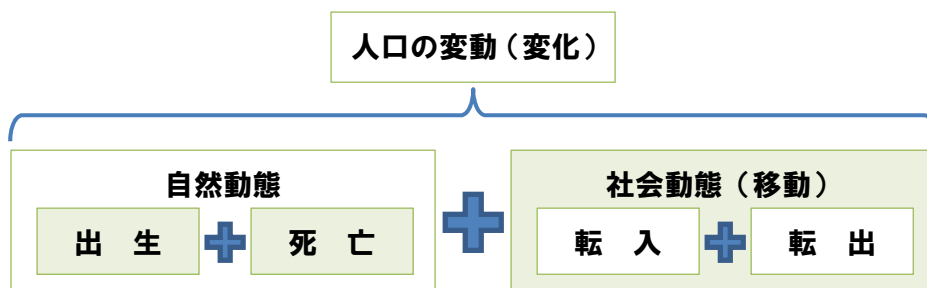 人口の変動（変化）
自然動態
社会動態（移動）
出　生
死　亡
転　入
転　出